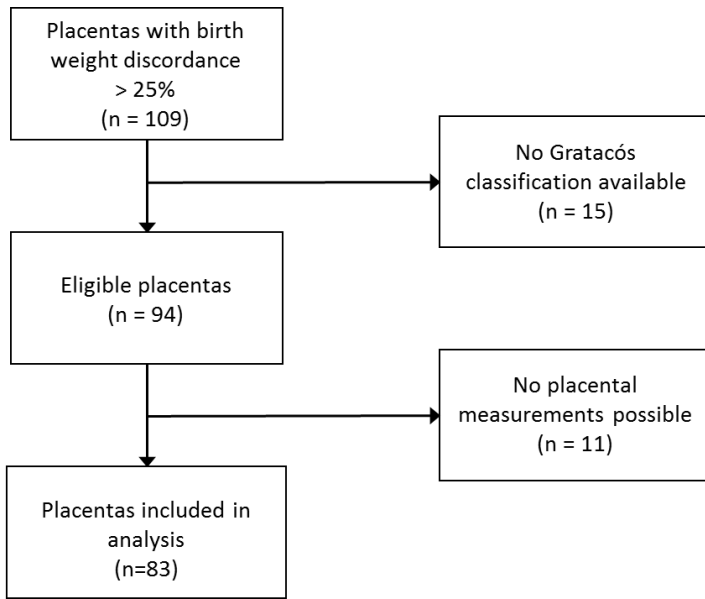 Placentas with birth
weight discordance
> 25%
(n = 109)
No Gratacós
classification available
(n = 15)
Eligible placentas
(n = 94)
No placental
measurements possible
(n = 11)
Placentas included in
analysis
(n=83)